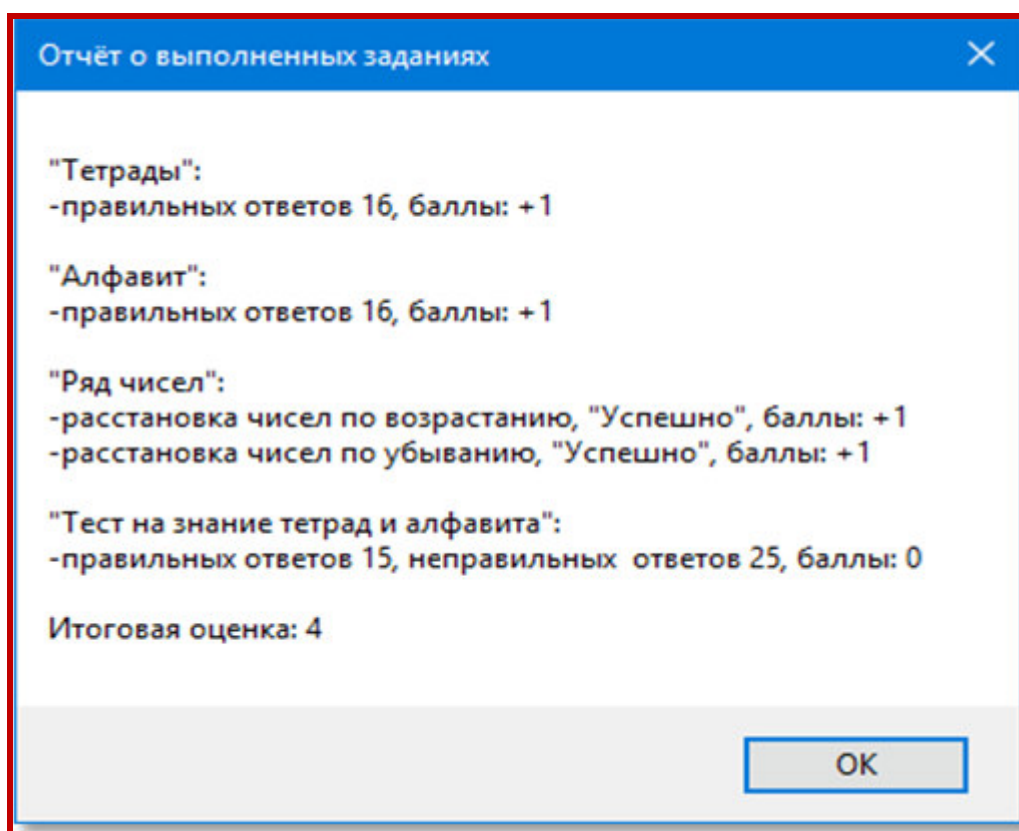 Отчёт о выполненных заданиях
"Тетрады":
-правильных ответов 16, баллы: +1
"Алфавит":
-правильных ответов 16, баллы: +1
"Ряд чисел":
-расстановка чисел по возрастанию, "Успешно", баллы: +1
-расстановка чисел по убыванию, "Успешно", баллы: +1
"Тест на знание тетрад и алфавита":
-правильных ответов 15, неправильных  ответов 25, баллы: 0
Итоговая оценка: 4
OK